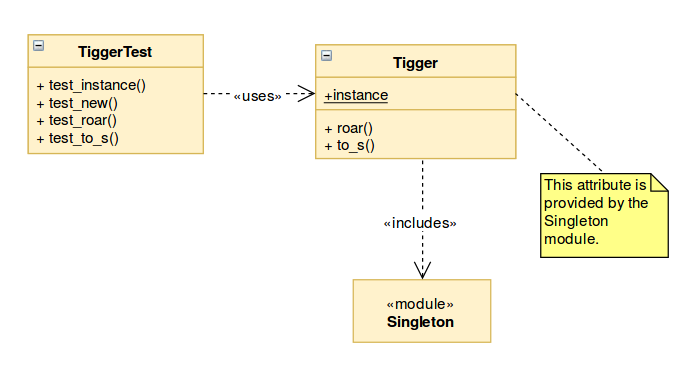 TiggerTest
+ test_instance()
+ test_new()
+ test_roar()
+ test_to_s()
«uses»
Tigger
+instance
+ roar()
+ to_s()
This attribute is
provided by the
Singleton
module.
«includes»
«module»
Singleton